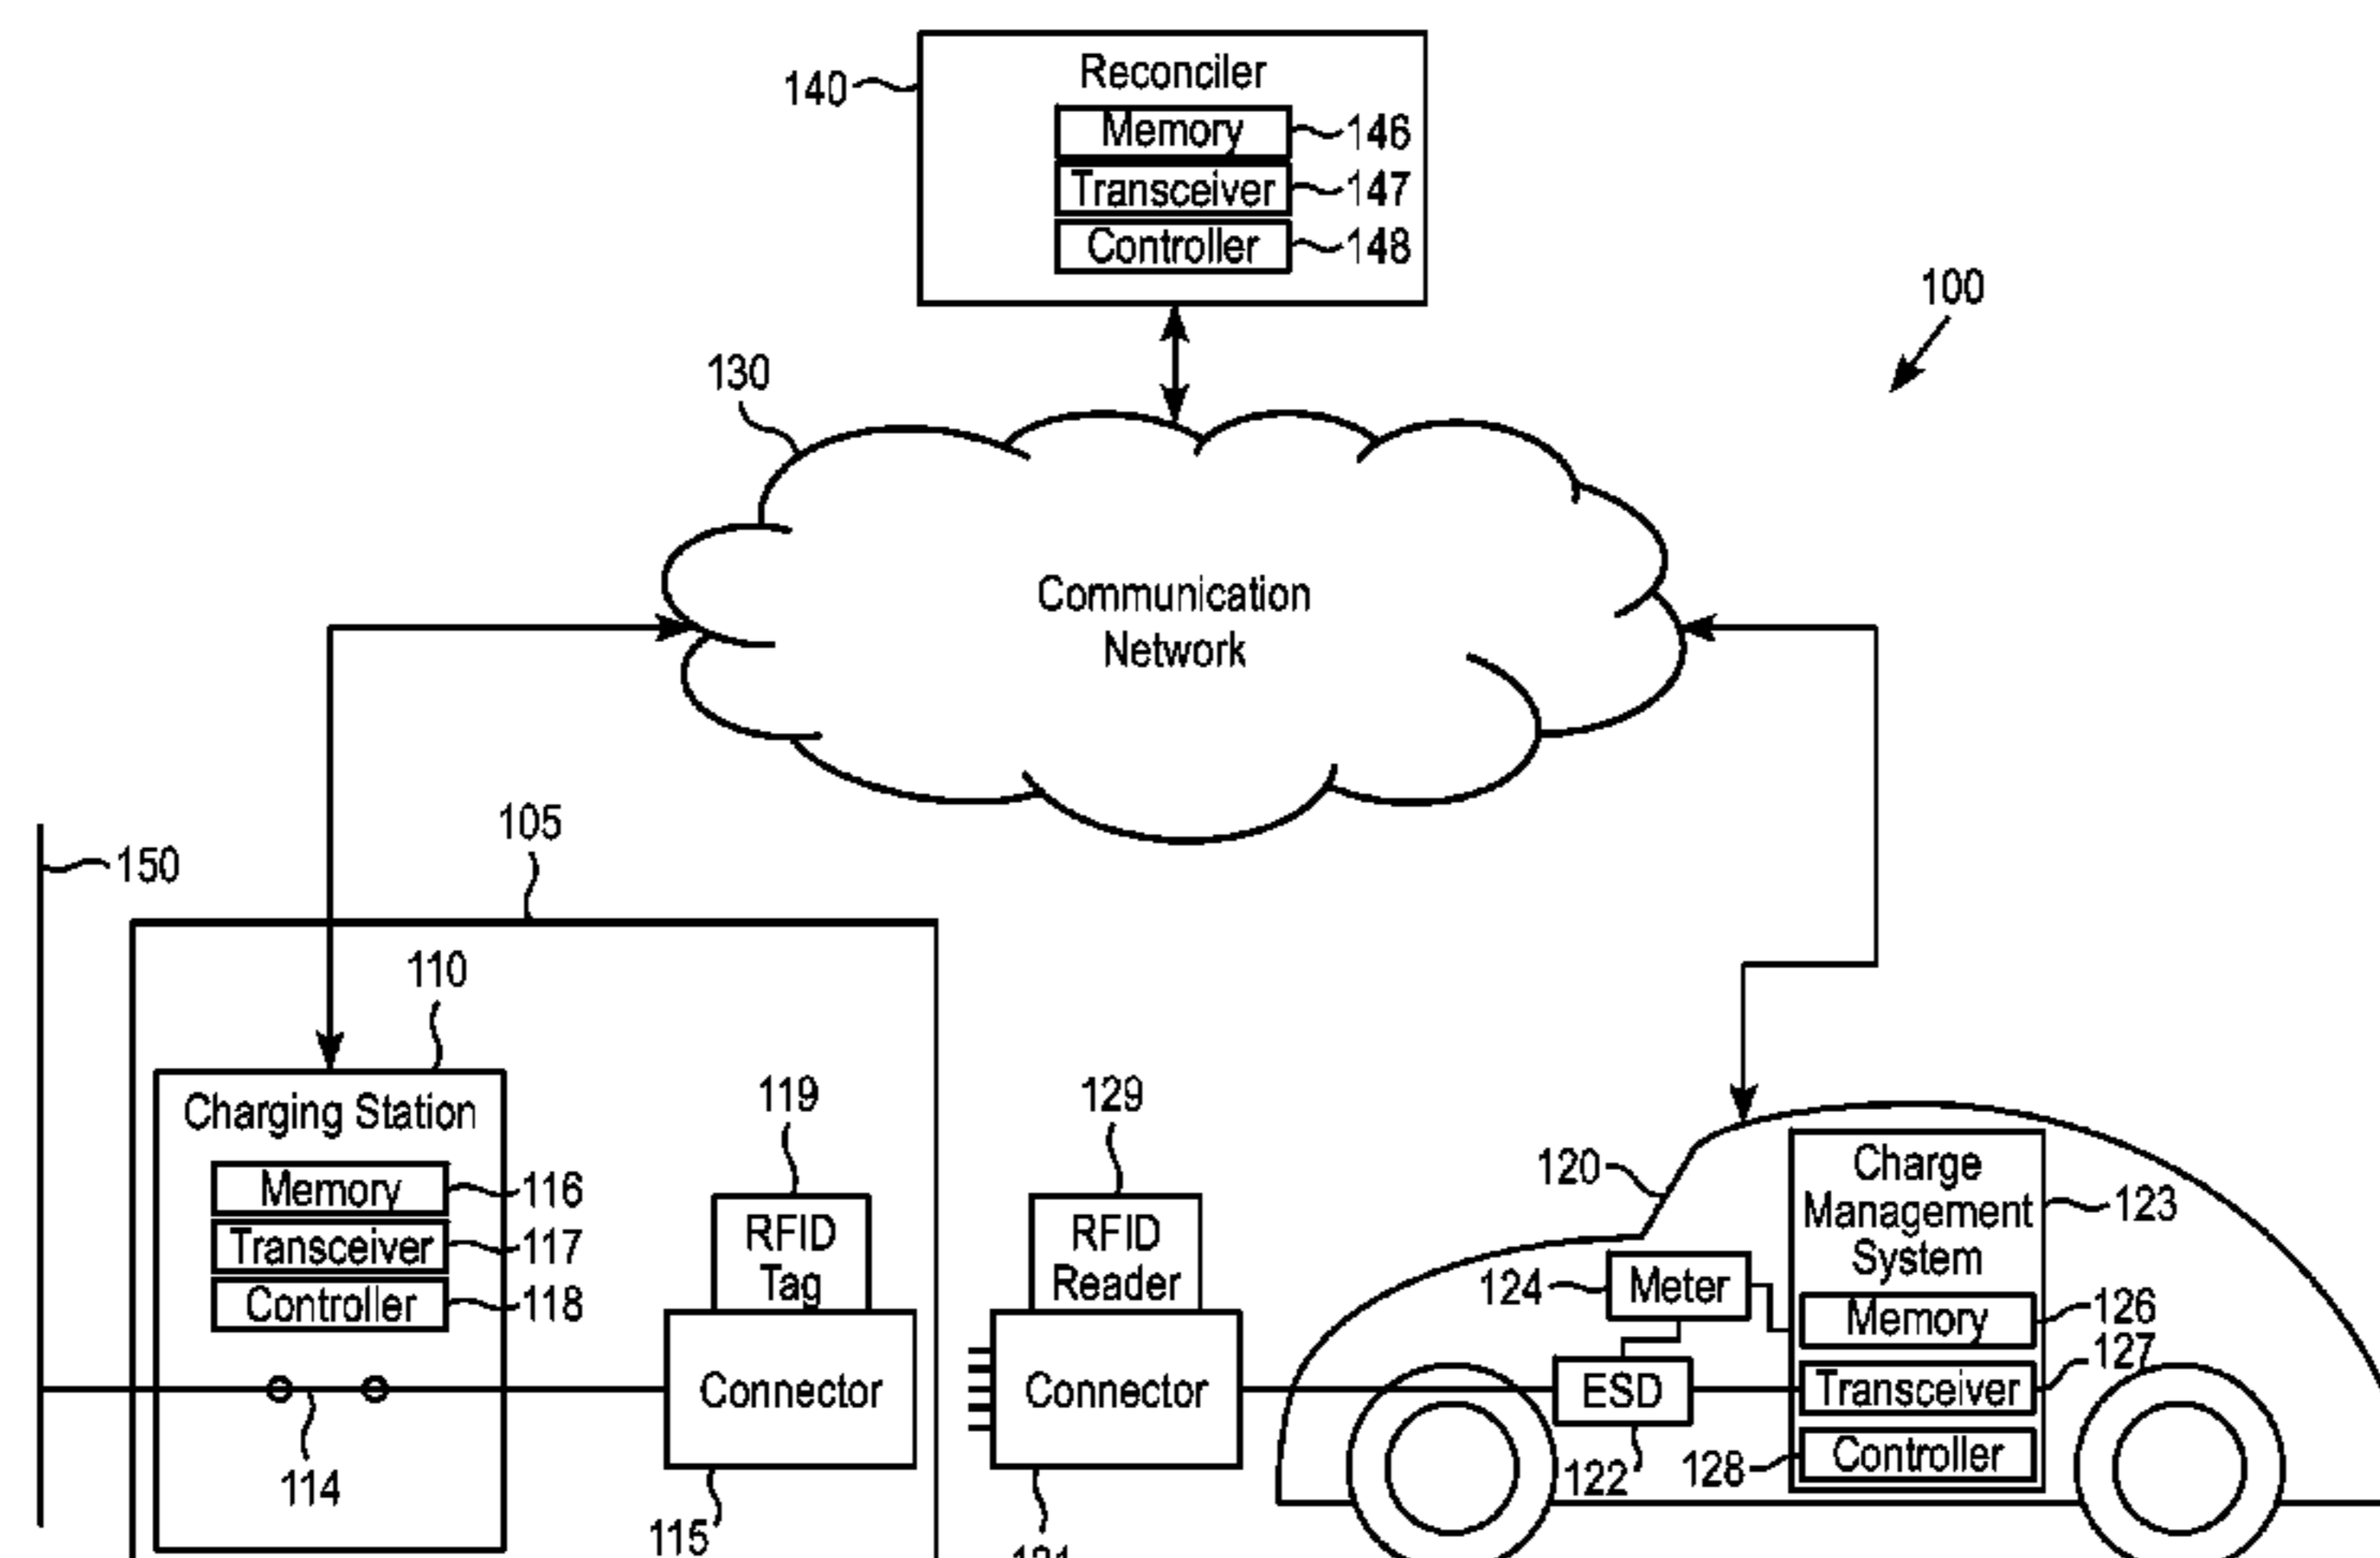 Reconciler
140
Memory
146
Transceiver
147
Controller
148
100
130
Communication
Network
105
150
110
Charging Station
Memory
116
Transceiver
117
Controller
118
114
119
RFID
Tag
Connector
115
129
RFID
Reader
Connector
120
Charge
Management
System
123
124
Meter
Memory
126
127
ESD
Transceiver
122
128
Controller